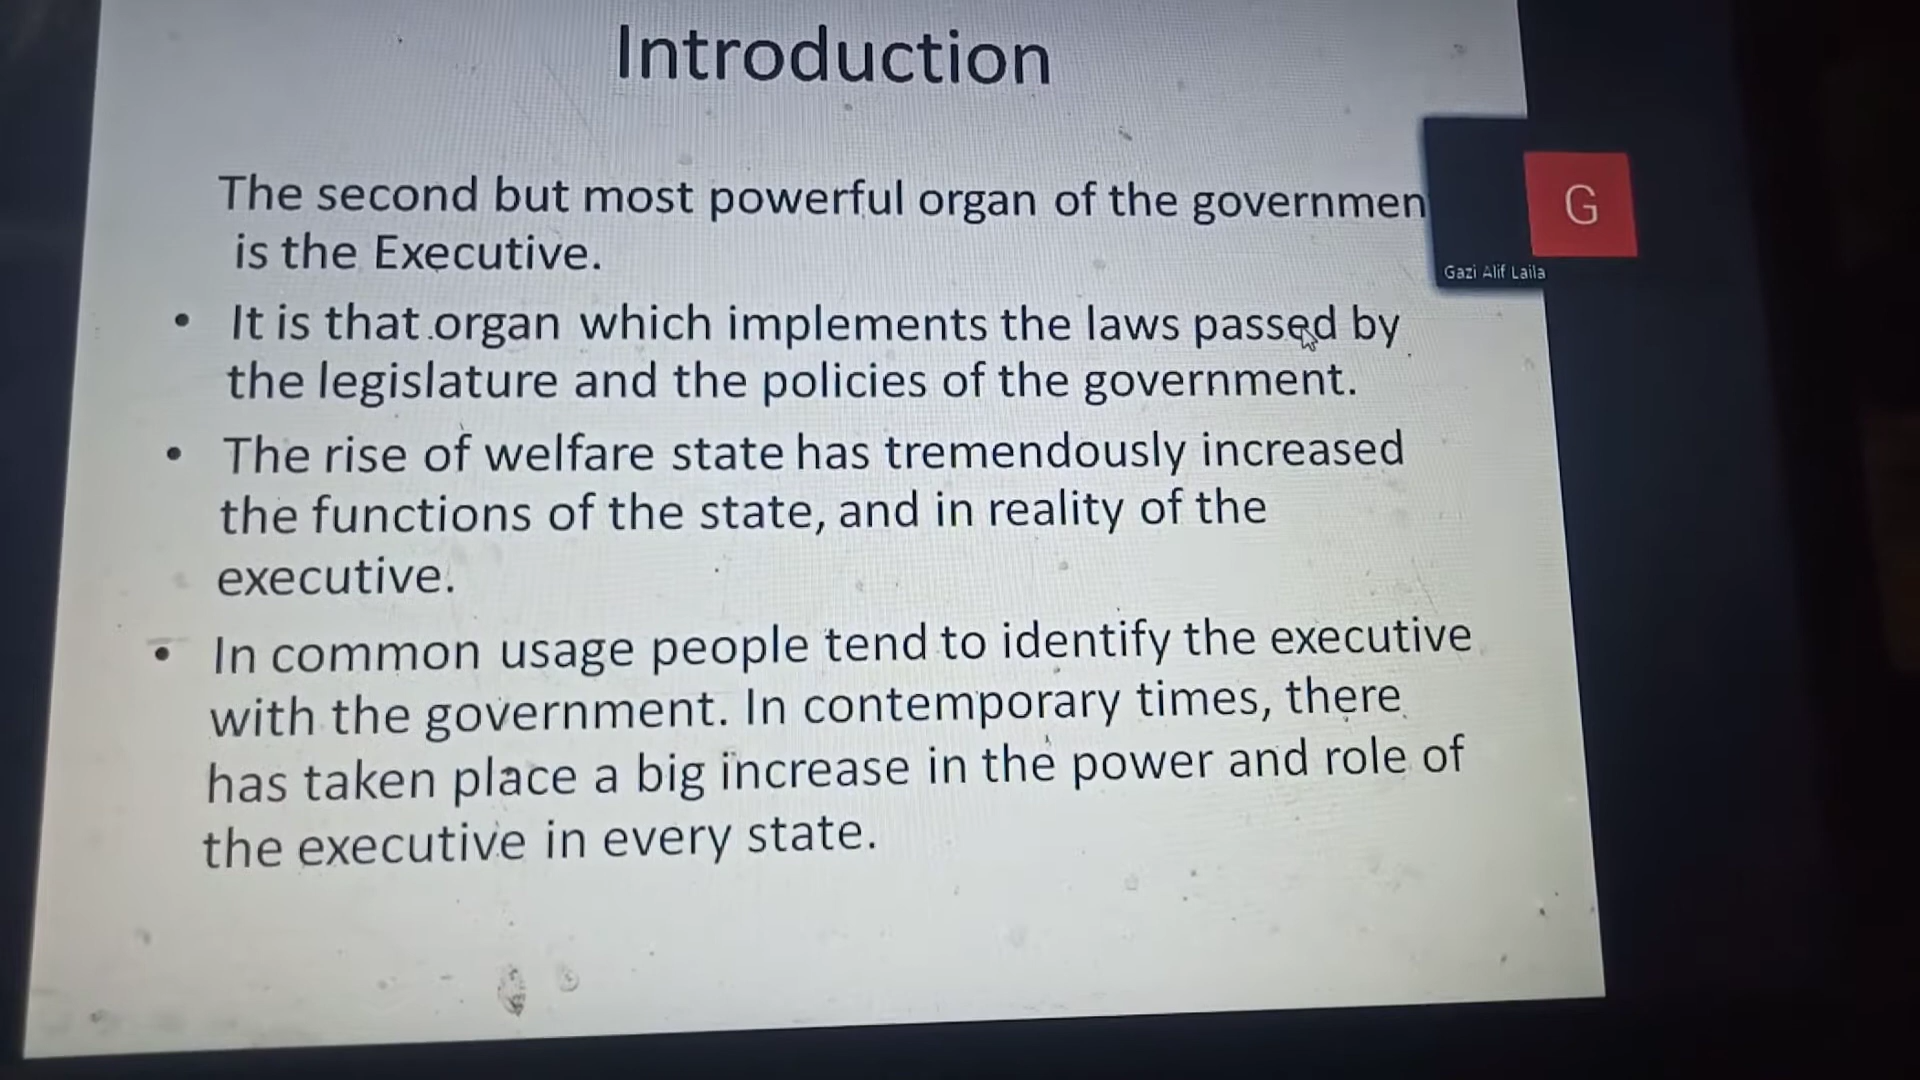 Introduction
The second but most powerful organ of the governmen
is the Executive.
G
Gazi Alif Laila
• It is that organ which implements the laws passed by
the legislature and the policies of the government.
• The rise of welfare state has tremendously increased
the functions of the state, and in reality of the
executive.
• In common usage people tend to identify the executive
with the government. In contemporary times, there
has taken place a big increase in the power and role of
the executive in every state.